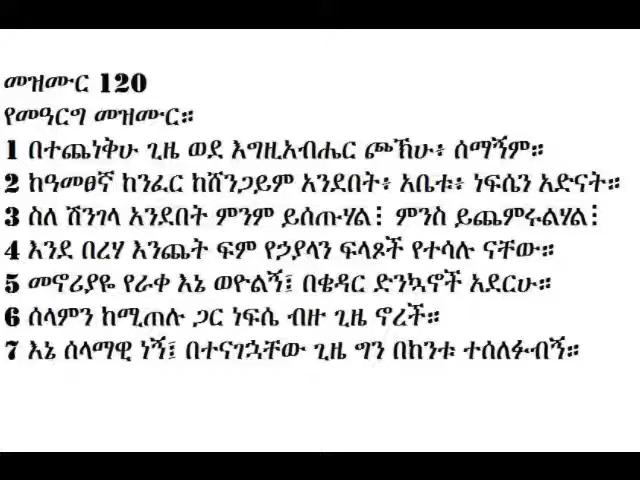 መዝሙር 120
የመዓርግ መዝሙር።
1 በተጨነቅሁ ጊዜ ወደ እግዚአብሔር ጮኽሁ፥ ሰማኝም።
2 ከዓመፀኛ ከንፈር ከሸንጋይም አንደበት፥ አቤቱ፥ ነፍሴን አድናት።
3 ስለ ሽንገላ አንደበት ምንም ይሰጡሃል፧ ምንስ ይጨምሩልሃል፧
4 እንደ በረሃ እንጨት ፍም የኃያላን ፍላጾች የተሳሉ ናቸው።
5 መኖሪያዬ የራቀ እኔ ወዮልኝ፤ በቄዳር ድንኳኖች አደርሁ።
6 ሰላምን ከሚጠሉ ጋር ነፍሴ ብዙ ጊዜ ኖረች።
7 እኔ ሰላማዊ ነኝ፤ በተናገኋቸው ጊዜ ግን በከንቱ ተሰለፉብኝ።